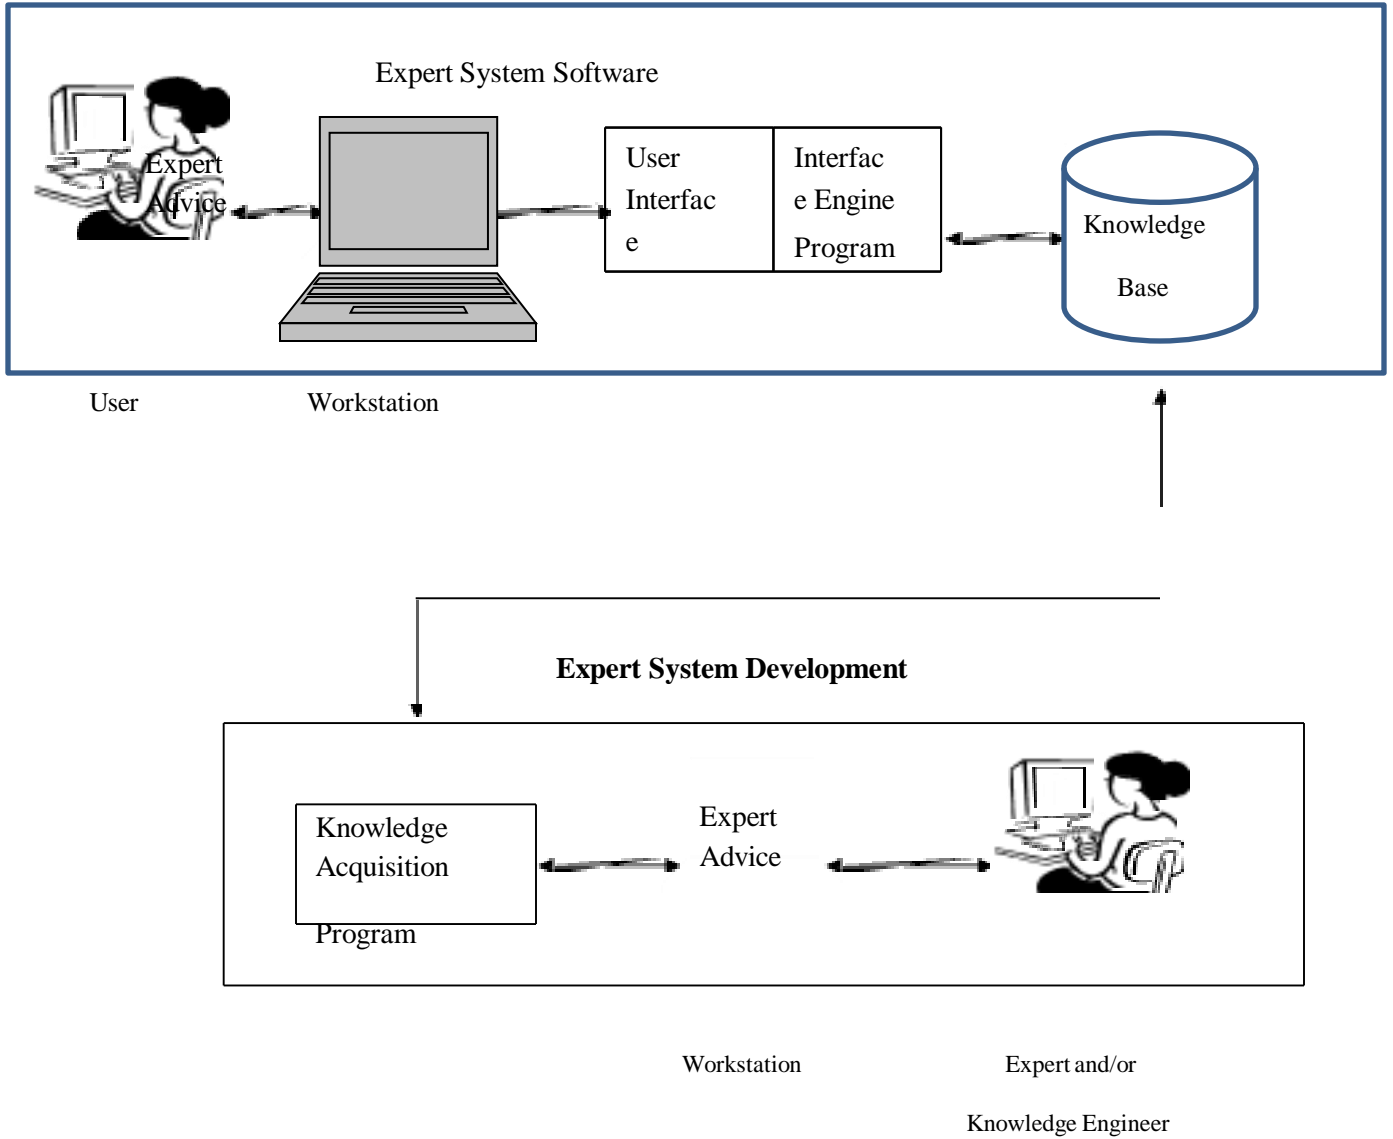 Expert System Software
Expert
Advice
User
Interfac
e
Interfac
e Engine
Program
Knowledge
Base
User
Workstation
Expert System Development
Knowledge
Acquisition
Program
Expert
Advice
Workstation
Expert and/or
Knowledge Engineer